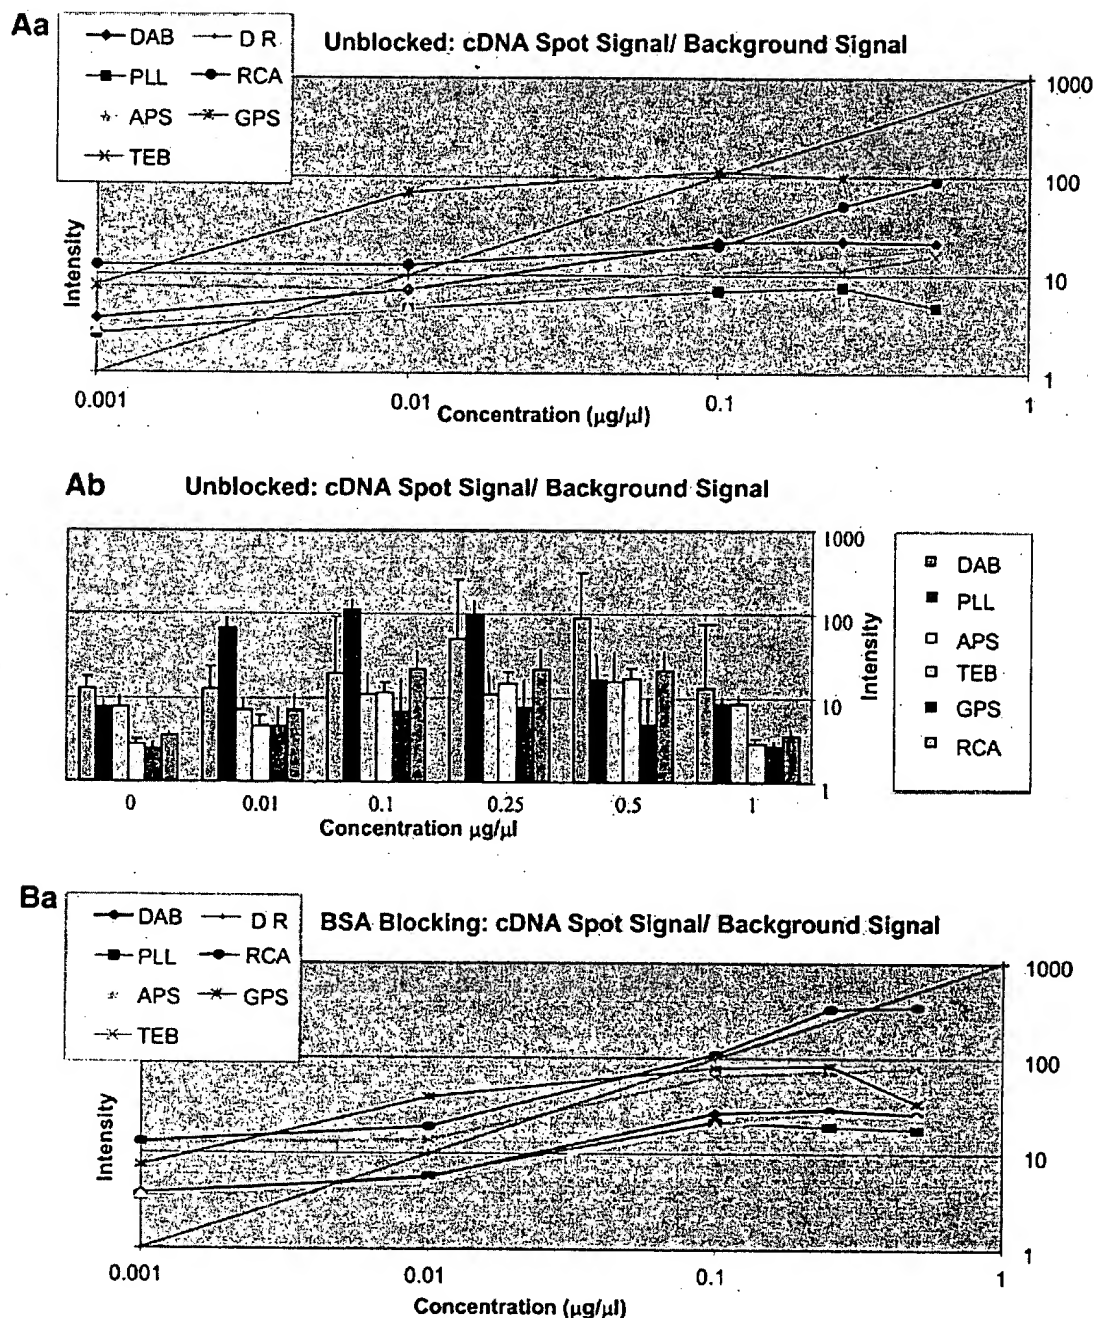 Aa
DAB D R
PLL RCA
APS GPS
TEB
Unblocked: cDNA Spot Signal/ Background Signal
1000
100
10
1
Intensity
0.001 0.01 0.1 1
Concentration (µg/µl)
Ab
Unblocked: cDNA Spot Signal/ Background Signal
1000
100
10
1
Intensity
0 0.01 0.1 0.25 0.5 1
Concentration µg/µl
DAB
PLL
APS
TEB
GPS
RCA
Ba
DAB D R
PLL RCA
APS GPS
TEB
BSA Blocking: cDNA Spot Signal/ Background Signal
1000
100
10
1
Intensity
0.001 0.01 0.1 1
Concentration (µg/µl)